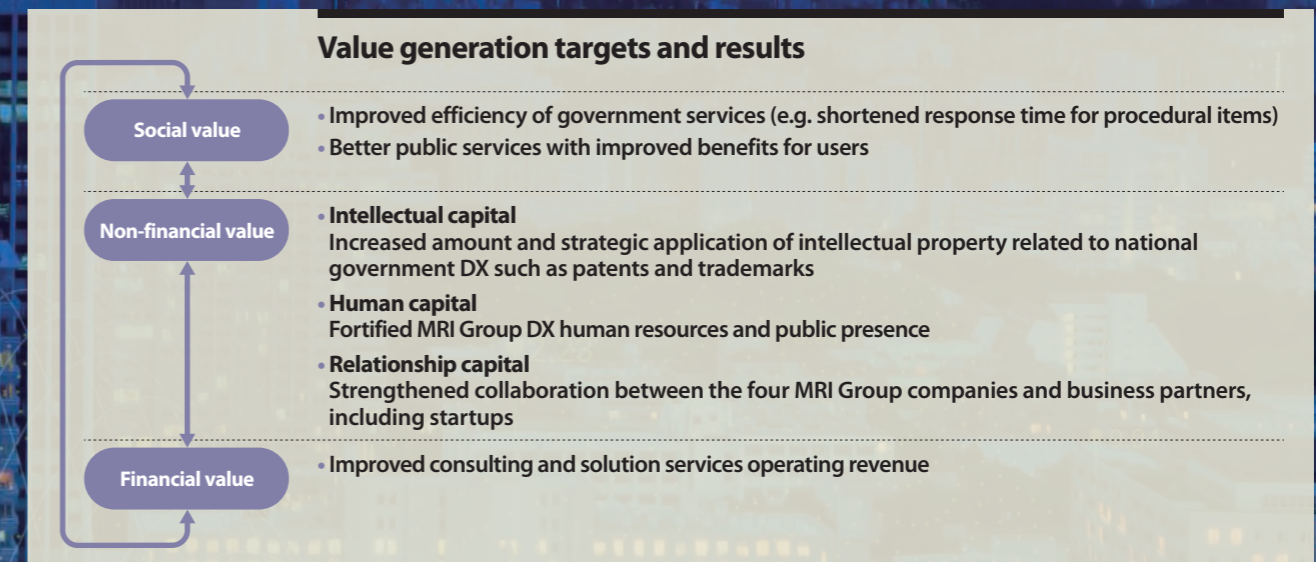 Value generation targets and results
Social value
• Improved efficiency of government services (e.g. shortened response time for procedural items)
• Better public services with improved benefits for users
Non-financial value
• Intellectual capital
Increased amount and strategic application of intellectual property related to national
government DX such as patents and trademarks
• Human capital
Fortified MRI Group DX human resources and public presence
• Relationship capital
Strengthened collaboration between the four MRI Group companies and business partners,
including startups
Financial value
• Improved consulting and solution services operating revenue